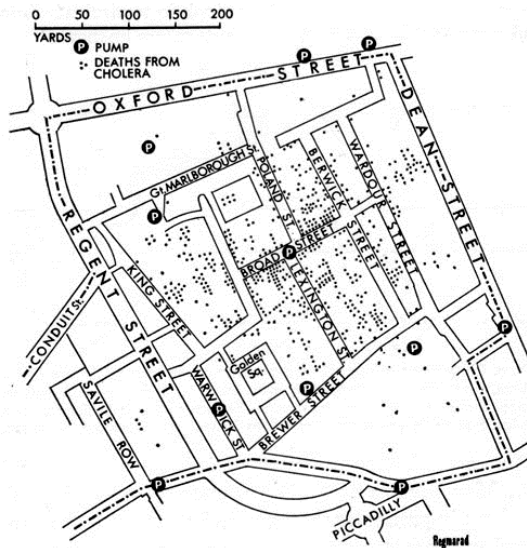 0 50 100 150 200
YARDS
P PUMP
DEATHS FROM
CHOLERA
OXFORD STREET
DEAN STREET
Gt. MARLBOROUGH St.
POLAND ST.
BERWICK STREET
WARDOUR STREET
REGENT STREET
BROAD STREET
KING STREET
LEXINGTON ST.
CONDUIT St.
Golden
Sq.
SAVILE ROW
WARWICK ST
BREWER STREET
PICCADILLY
P
P
P
P
P
P
P
P
P
P
P
Regmarad